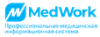 MedWork
Профессиональная медицинская
информационная система